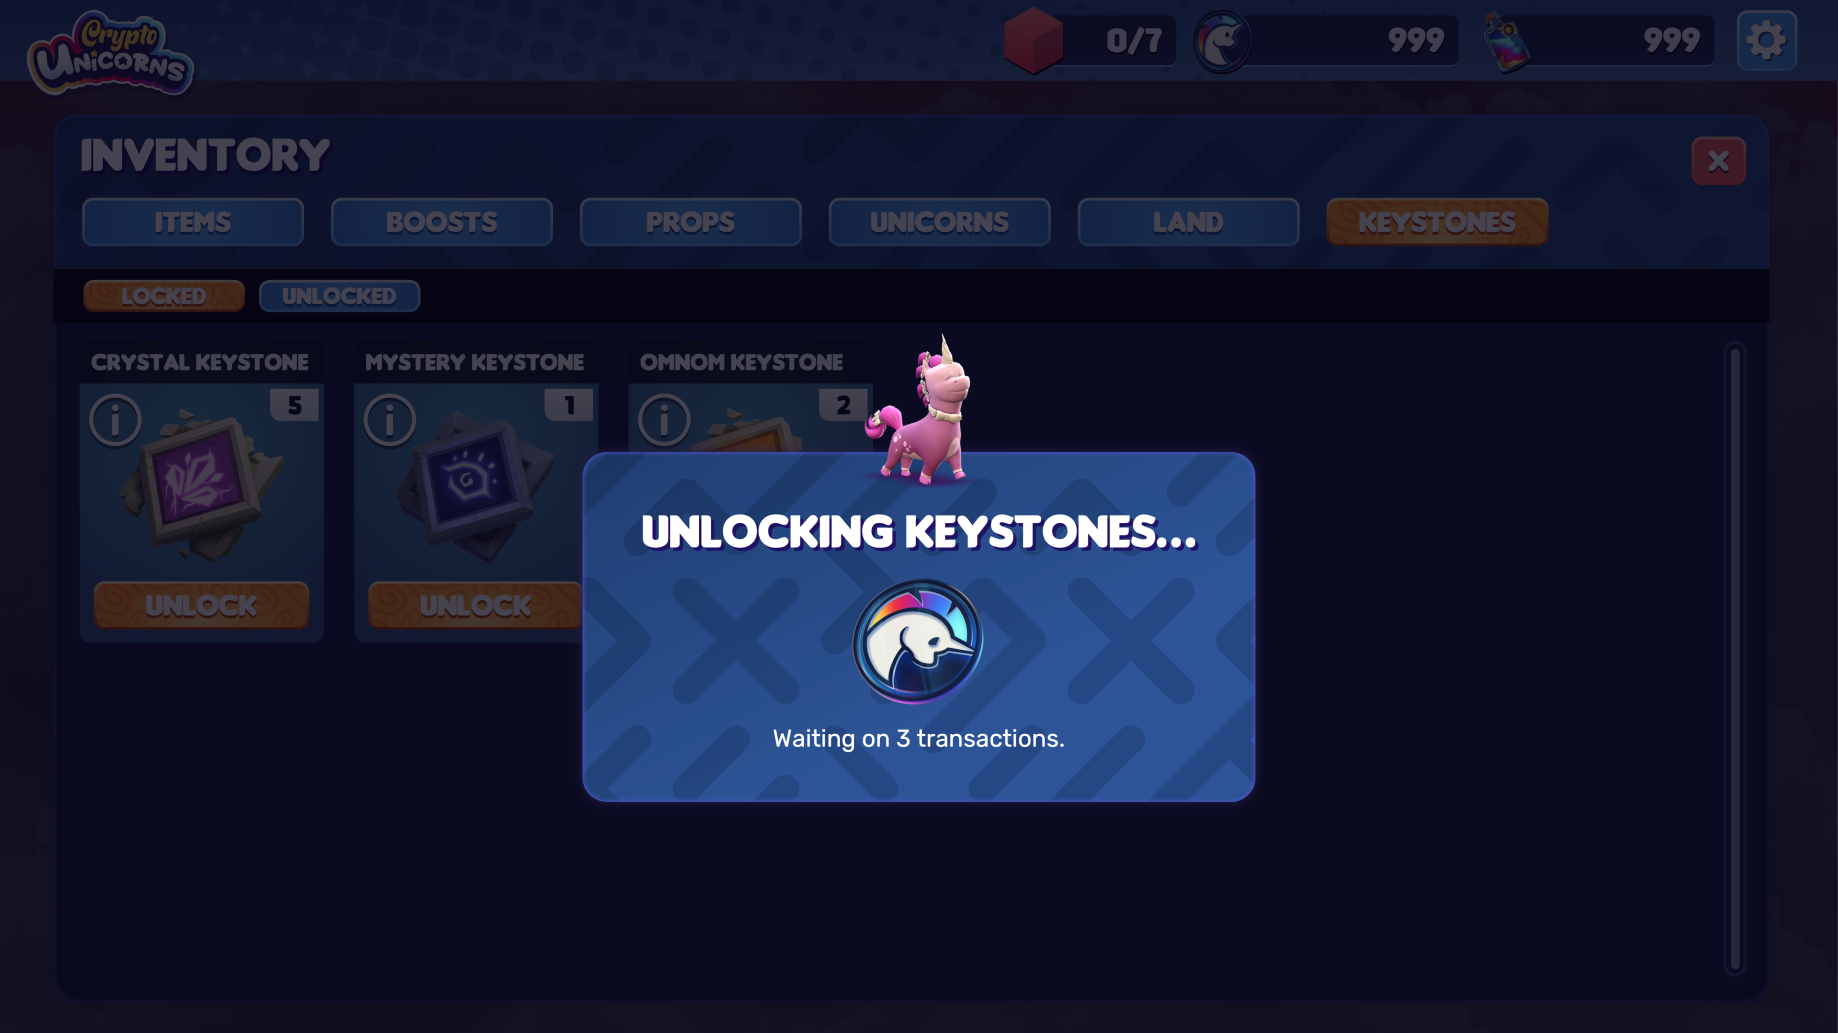 Crypto
UNICORNS
0/7
999
999
INVENTORY
ITEMS
BOOSTS
PROPS
UNICORNS
LAND
KEYSTONES
LOCKED
UNLOCKED
CRYSTAL KEYSTONE
MYSTERY KEYSTONE
OMNOM KEYSTONE
i
5
i
1
i
2
UNLOCK
UNLOCK
UNLOCKING KEYSTONES...
Waiting on 3 transactions.